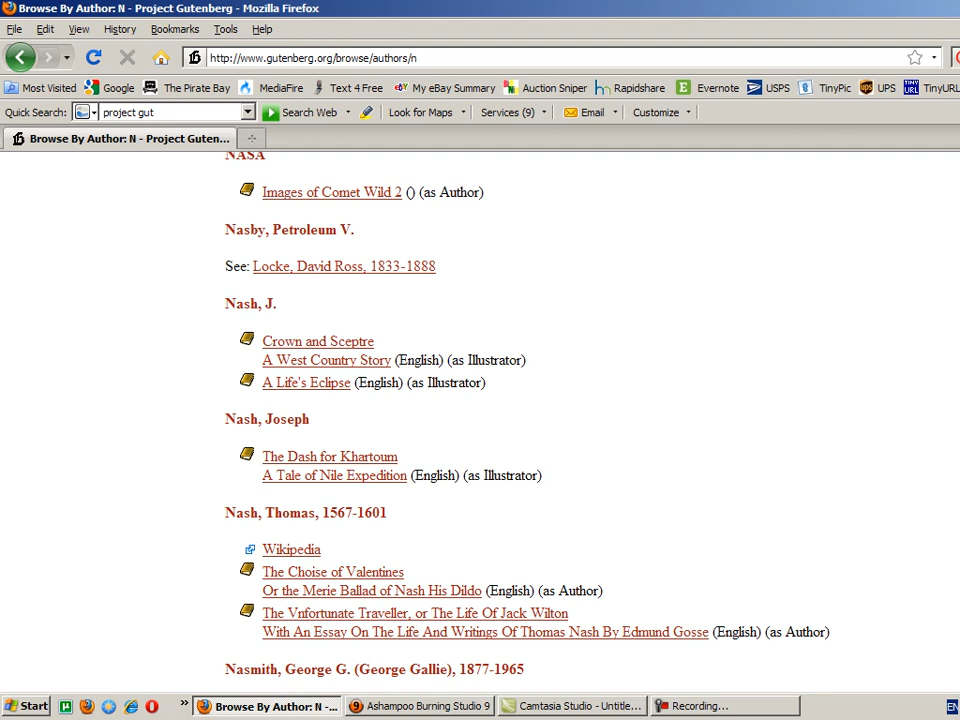 Browse By Author: N - Project Gutenberg - Mozilla Firefox
File Edit View History Bookmarks Tools Help
http://www.gutenberg.org/browse/authors/n
Most Visited Google The Pirate Bay MediaFire Text 4 Free My eBay Summary Auction Sniper Rapidshare Evernote USPS TinyPic UPS TinyURL
Quick Search: project gut Search Web Look for Maps Services (9) Email Customize
Browse By Author: N - Project Guten...
NASA
Images of Comet Wild 2 () (as Author)
Nasby, Petroleum V.
See: Locke, David Ross, 1833-1888
Nash, J.
Crown and Sceptre
A West Country Story (English) (as Illustrator)
A Life's Eclipse (English) (as Illustrator)
Nash, Joseph
The Dash for Khartoum
A Tale of Nile Expedition (English) (as Illustrator)
Nash, Thomas, 1567-1601
Wikipedia
The Choise of Valentines
Or the Merie Ballad of Nash His Dildo (English) (as Author)
The Vnfortunate Traveller, or The Life Of Jack Wilton
With An Essay On The Life And Writings Of Thomas Nash By Edmund Gosse (English) (as Author)
Nasmith, George G. (George Gallie), 1877-1965
Start » Browse By Author: N -... Ashampoo Burning Studio 9 Camtasia Studio - Untitle... Recording... EN